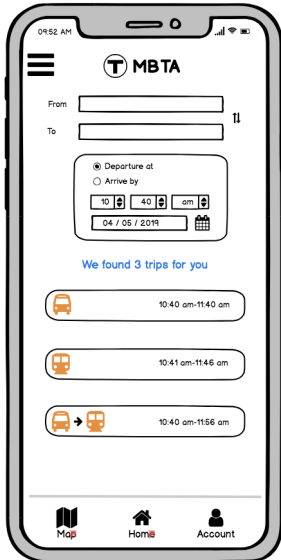 09:52 AM
T MBTA
From
To
Departure at
Arrive by
10 40 am
04 / 05 / 2019
We found 3 trips for you
10:40 am-11:40 am
10:41 am-11:46 am
10:40 am-11:56 am
Map Home Account